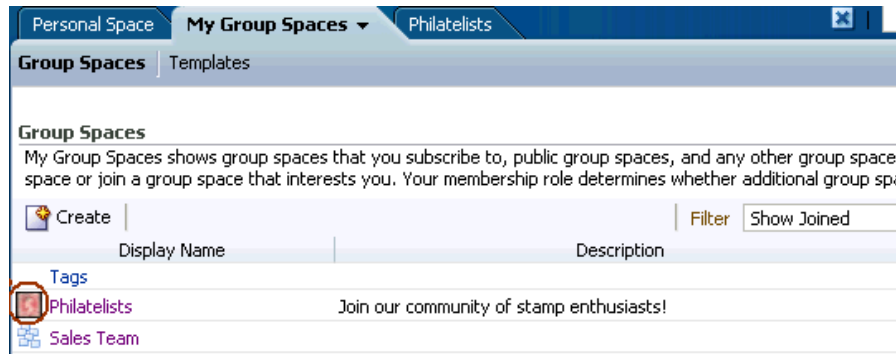 Personal Space My Group Spaces Philatelists
Group Spaces Templates
Group Spaces
My Group Spaces shows group spaces that you subscribe to, public group spaces, and any other group space
space or join a group space that interests you. Your membership role determines whether additional group spa
Create Filter Show Joined
Display Name Description
Tags
Philatelists Join our community of stamp enthusiasts!
Sales Team